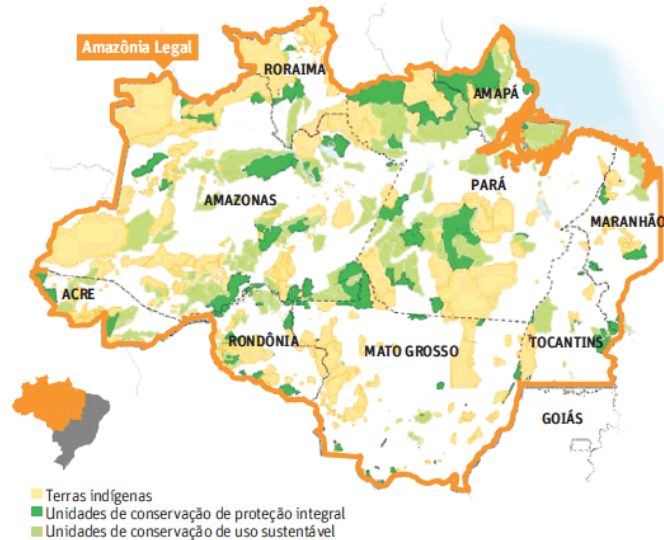 Amazônia Legal
RORAIMA
AMAPÁ
AMAZONAS
PARÁ
MARANHÃO
ACRE
RONDÔNIA
MATO GROSSO
TOCANTINS
GOIÁS
Terras indígenas
Unidades de conservação de proteção integral
Unidades de conservação de uso sustentável